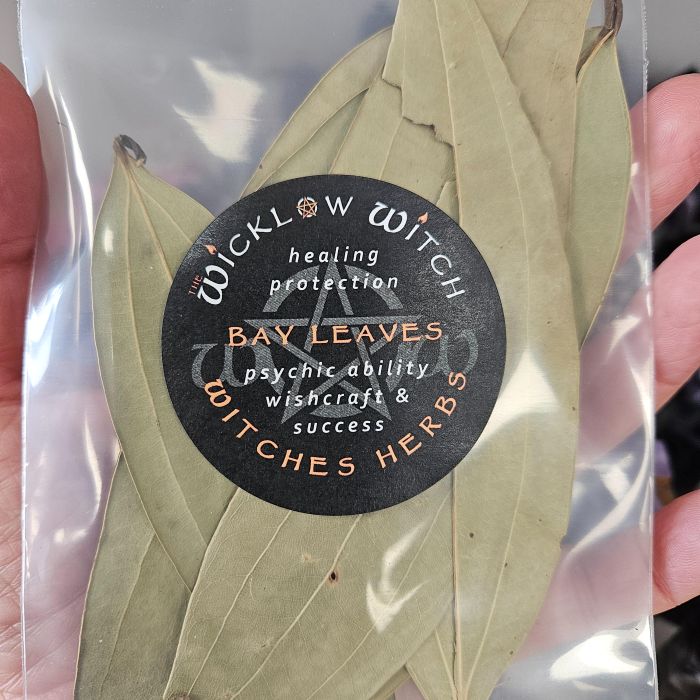 THE WICKLOW WITCH
healing
protection
BAY LEAVES
psychic ability
wishcraft &
success
WITCHES HERBS